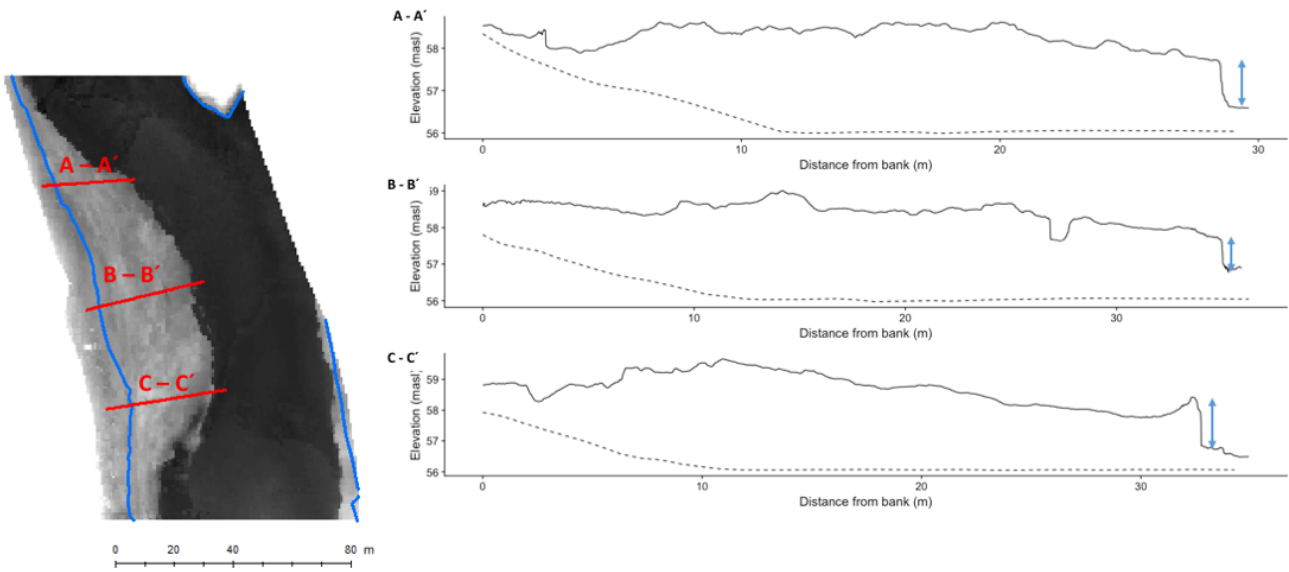 A – A´
B – B´
C – C´
0 20 40 80 m
A - A´
Elevation (masl)
58
57
56
0 10 20 30
Distance from bank (m)
B - B´
Elevation (masl)
59
58
57
56
0 10 20 30
Distance from bank (m)
C - C´
Elevation (masl)
59
58
57
56
0 10 20 30
Distance from bank (m)